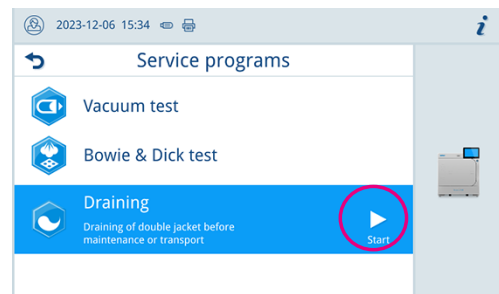 2023-12-06 15:34
Service programs
Vacuum test
Bowie & Dick test
Draining
Draining of double jacket before
maintenance or transport
Start
i